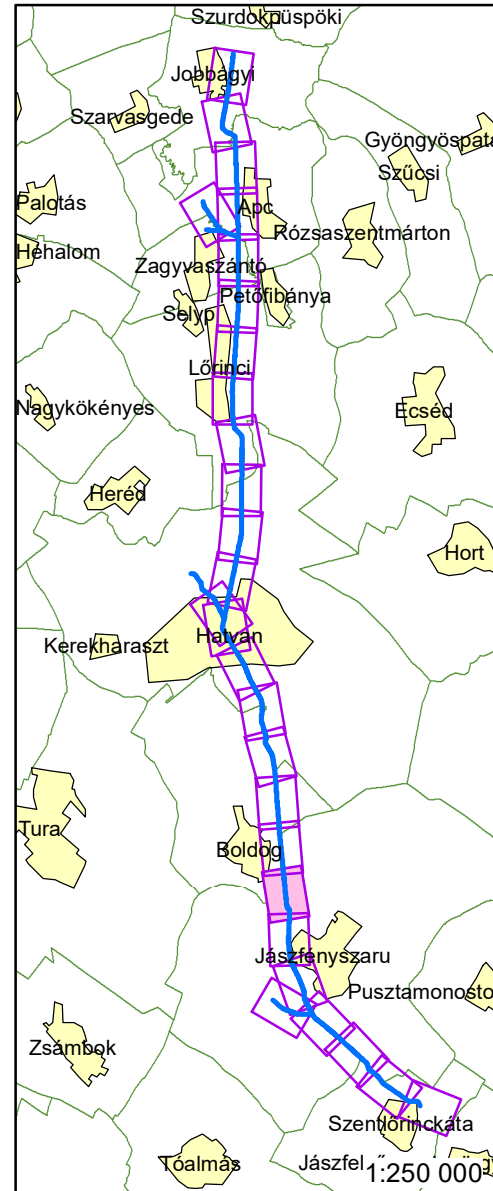 Szurdokpüspöki
Jobbágyi
Szarvasgede
Gyöngyöspata
Szűcsi
Palotás
Apc
Rózsaszentmárton
Héhalom
Zagyvaszántó
Petőfibánya
Selyp
Lőrinci
Nagykökényes
Ecséd
Heréd
Hort
Hatvan
Kerekharaszt
Tura
Boldog
Jászfényszaru
Pusztamonosto
Zsámbok
Szentlőrinckáta
Tóalmás
Jászfel
1:250 000